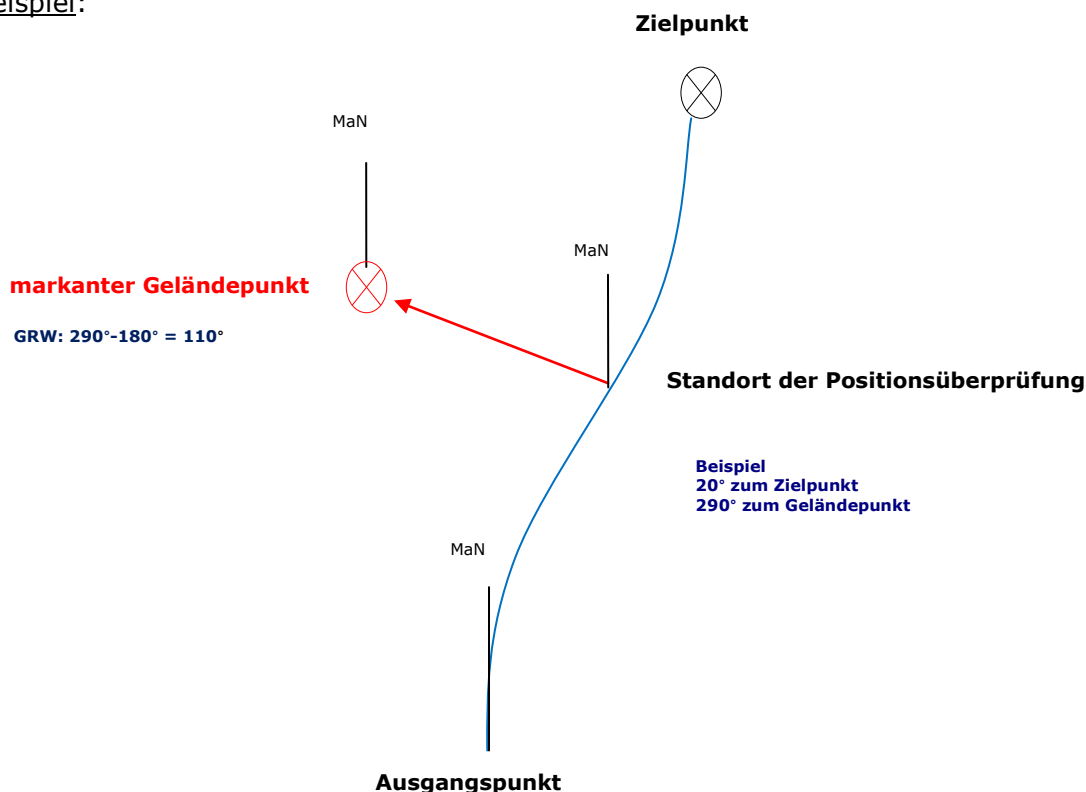 eispiel:
Zielpunkt
MaN
MaN
markanter Geländepunkt
GRW: 290°-180° = 110°
Standort der Positionsüberprüfung
Beispiel
20° zum Zielpunkt
290° zum Geländepunkt
MaN
Ausgangspunkt